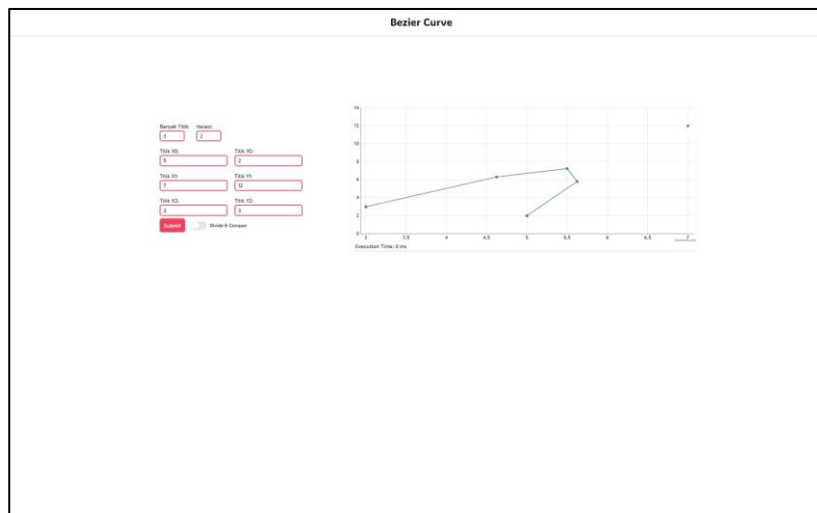 Bezier Curve
Banyak Titik: Iterasi:
3 2
Titik X0: Titik Y0:
5 2
Titik X1: Titik Y1:
7 12
Titik X2: Titik Y2:
3 3
Submit Divide & Conquer
14
12
10
8
6
4
2
0
3 3.5 4 4.5 5 5.5 6 6.5 7
Execution Time: 0 ms